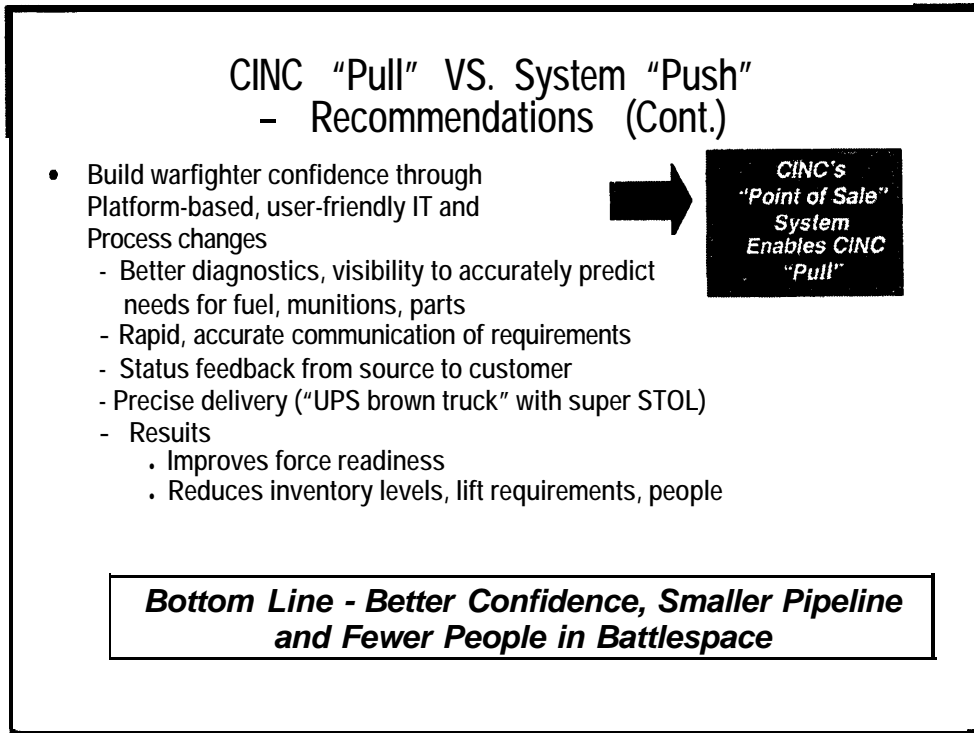 CINC "Pull" VS. System "Push"
– Recommendations (Cont.)
• Build warfighter confidence through
Platform-based, user-friendly IT and
Process changes
- Better diagnostics, visibility to accurately predict
needs for fuel, munitions, parts
- Rapid, accurate communication of requirements
- Status feedback from source to customer
- Precise delivery ("UPS brown truck" with super STOL)
- Resuits
• Improves force readiness
• Reduces inventory levels, lift requirements, people
CINC's
"Point of Sale"
System
Enables CINC
"Pull"
Bottom Line - Better Confidence, Smaller Pipeline
and Fewer People in Battlespace